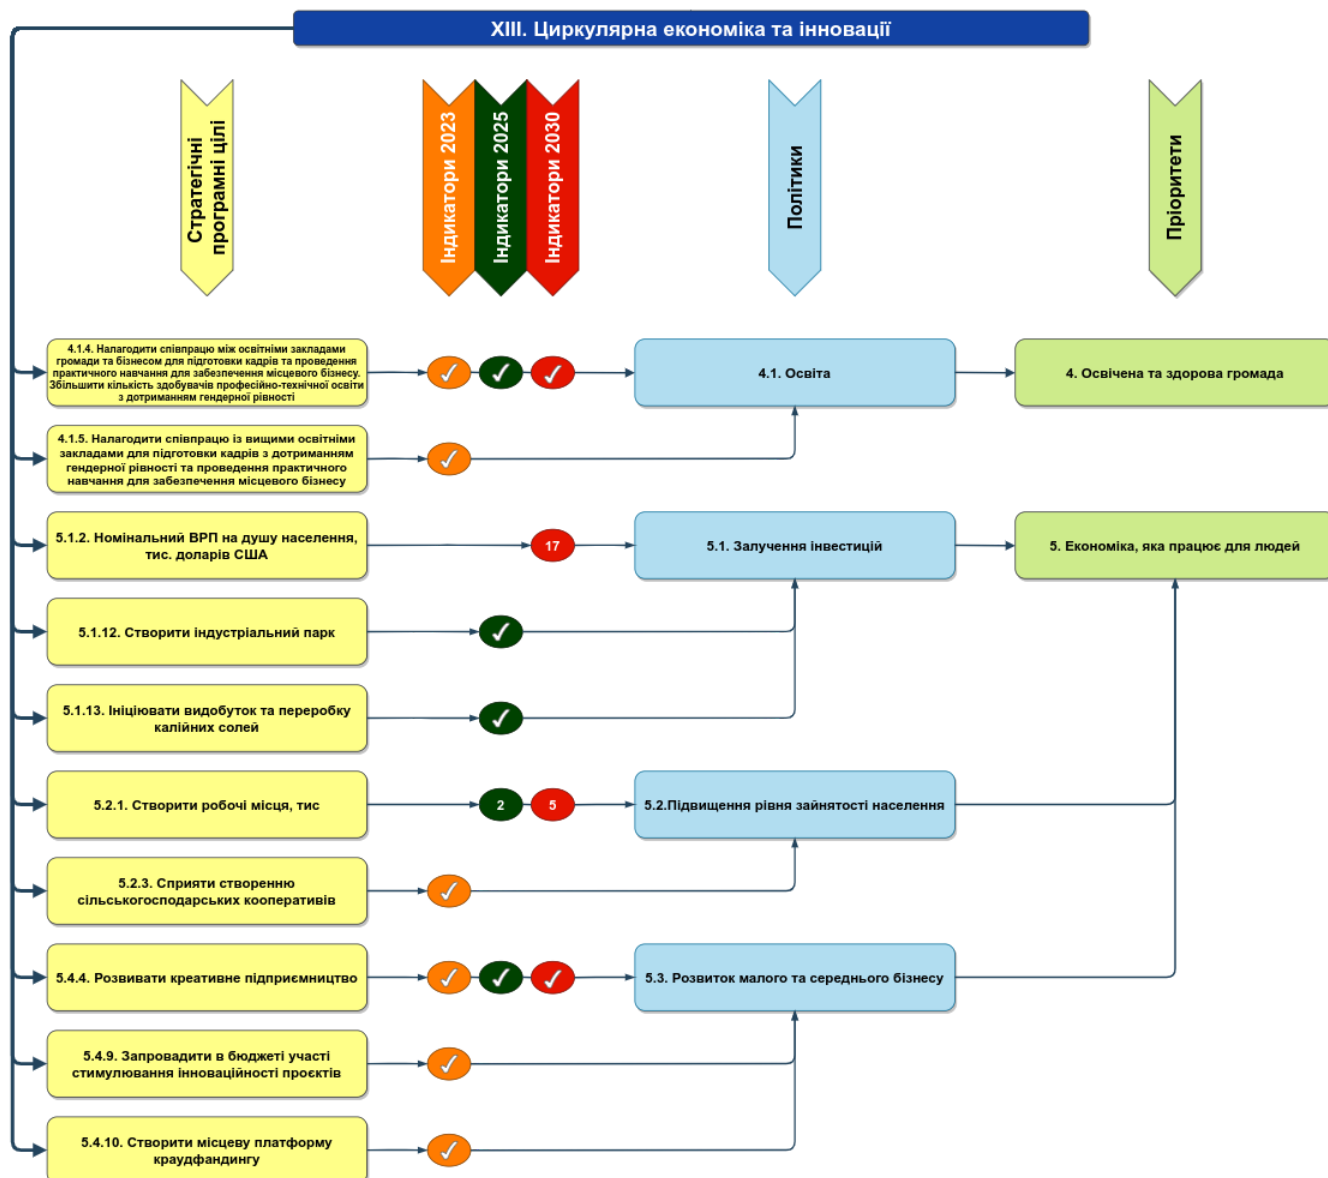 XIII. Циркулярна економіка та інновації
Стратегічні
програмні цілі
Індикатори 2023
Індикатори 2025
Індикатори 2030
Політики
Пріоритети
4.1.4. Налагодити співпрацю між освітніми закладами
громади та бізнесом для підготовки кадрів та проведення
практичного навчання для забезпечення місцевого бізнесу.
Збільшити кількість здобувачів професійно-технічної освіти
з дотриманням гендерної рівності
4.1. Освіта
4. Освічена та здорова громада
4.1.5. Налагодити співпрацю із вищими освітніми
закладами для підготовки кадрів з дотриманням
гендерної рівності та проведення практичного
навчання для забезпечення місцевого бізнесу
5.1.2. Номінальний ВРП на душу населення,
тис. доларів США
17
5.1. Залучення інвестицій
5. Економіка, яка працює для людей
5.1.12. Створити індустріальний парк
5.1.13. Ініціювати видобуток та переробку
калійних солей
5.2.1. Створити робочі місця, тис
2
5
5.2.Підвищення рівня зайнятості населення
5.2.3. Сприяти створенню
сільськогосподарських кооперативів
5.4.4. Розвивати креативне підприємництво
5.3. Розвиток малого та середнього бізнесу
5.4.9. Запровадити в бюджеті участі
стимулювання інноваційності проєктів
5.4.10. Створити місцеву платформу
краудфандингу